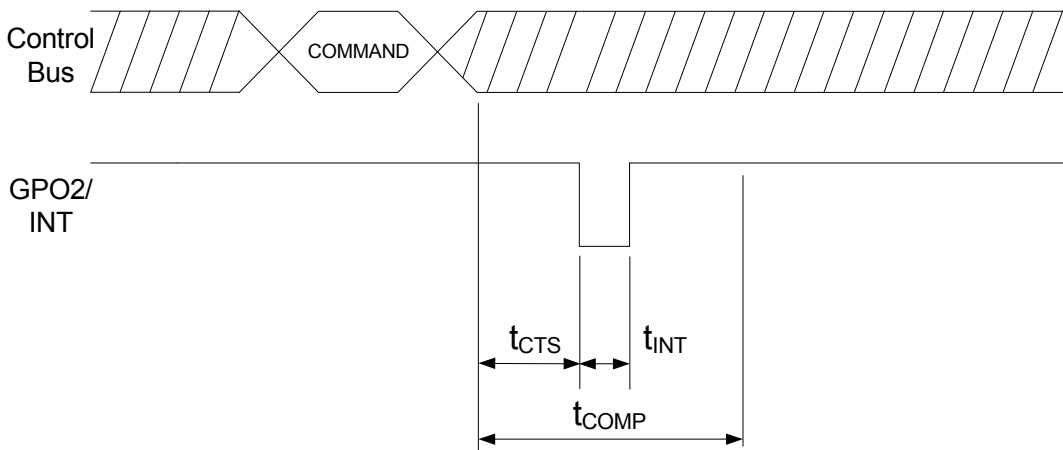 Control
Bus
COMMAND
GPO2/
INT
tCTS
tINT
tCOMP